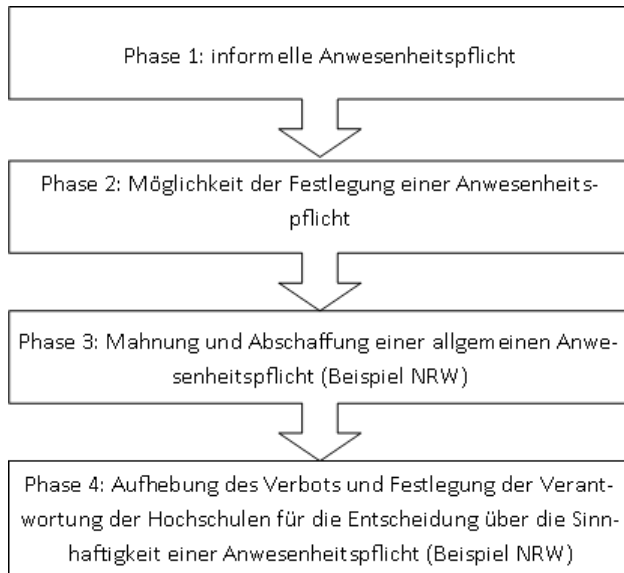 Phase 1: informelle Anwesenheitspflicht
Phase 2: Möglichkeit der Festlegung einer Anwesenheits-
pflicht
Phase 3: Mahnung und Abschaffung einer allgemeinen Anwe-
senheitspflicht (Beispiel NRW)
Phase 4: Aufhebung des Verbots und Festlegung der Verant-
wortung der Hochschulen für die Entscheidung über die Sinn-
haftigkeit einer Anwesenheitspflicht (Beispiel NRW)